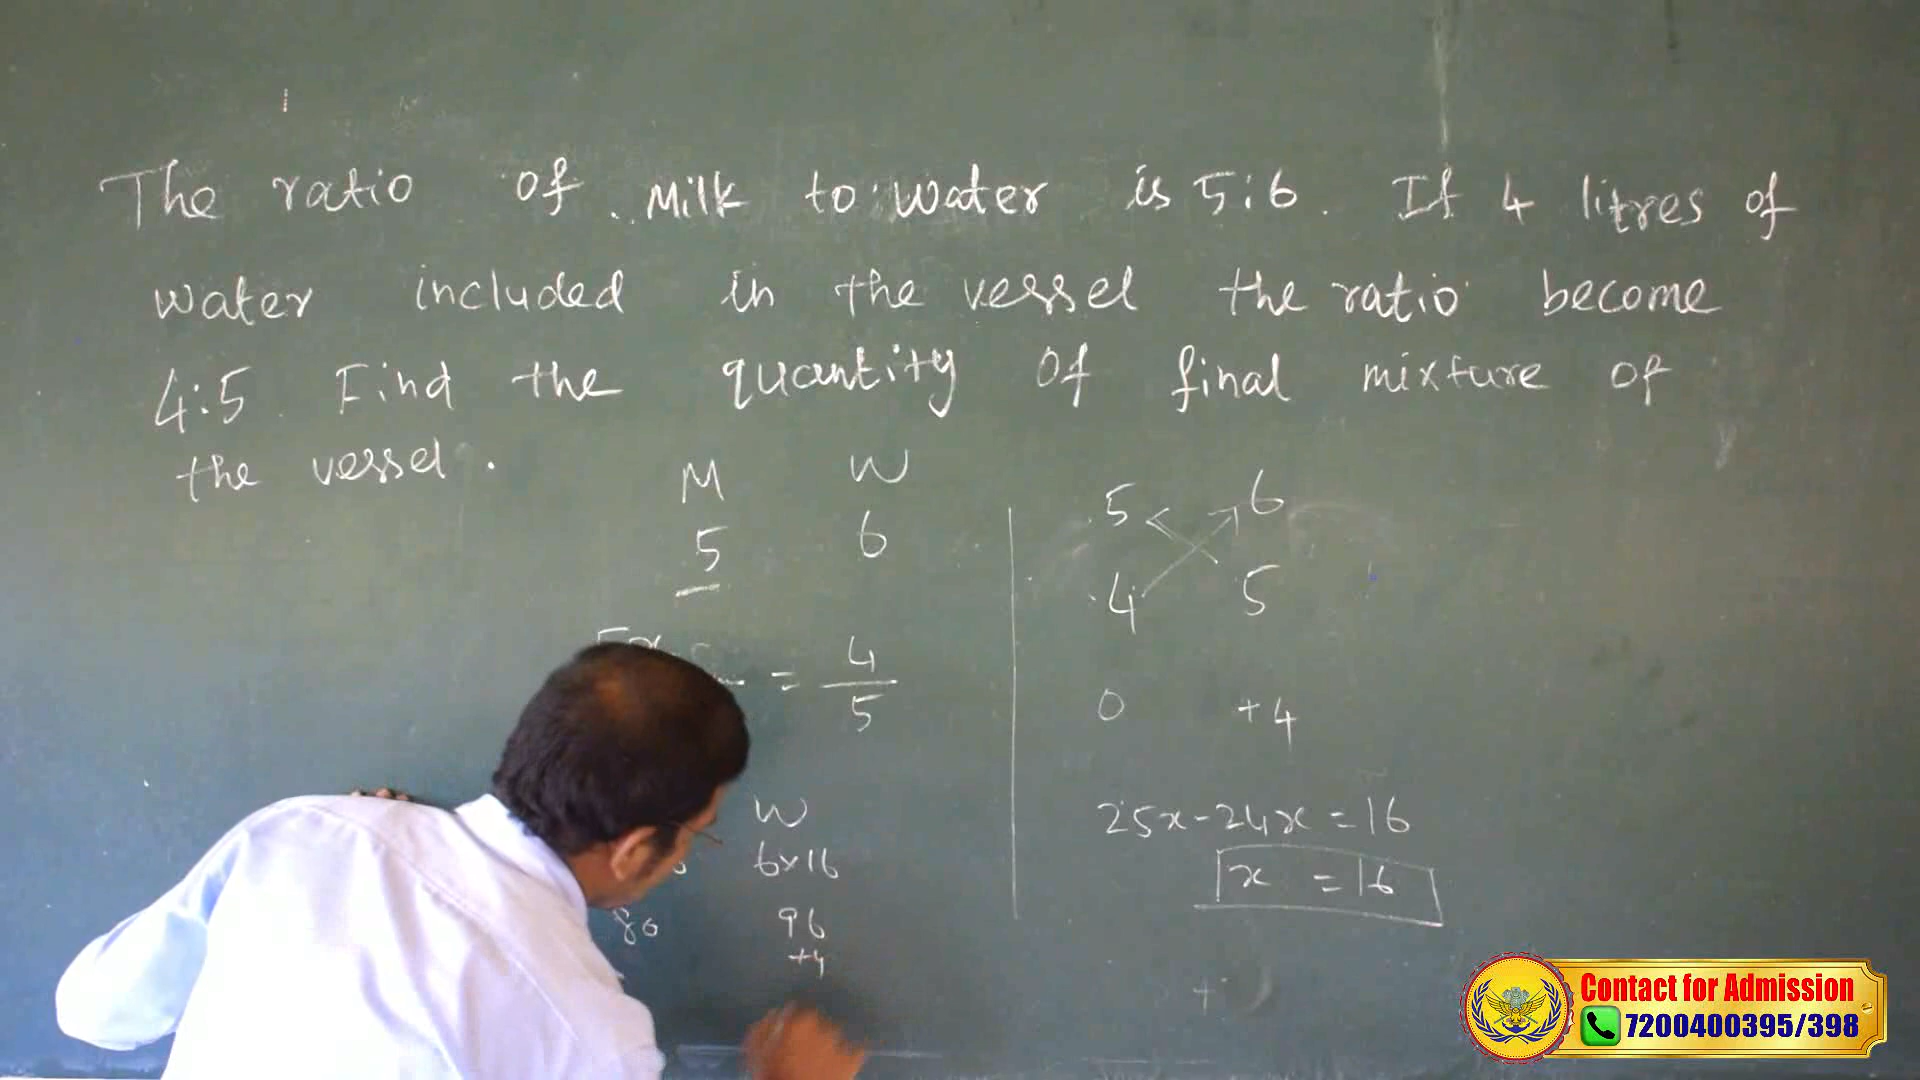 The ratio of Milk to water is 5:6. If 4 litres of
water included in the vessel the ratio become
4:5. Find the quantity of final mixture of
the vessel.
M W
5 6
5x
= 4/5
W
6×16
80 96
+4
5 6
4 5
0 +4
25x-24x=16
x = 16
+
Contact for Admission
7200400395/398